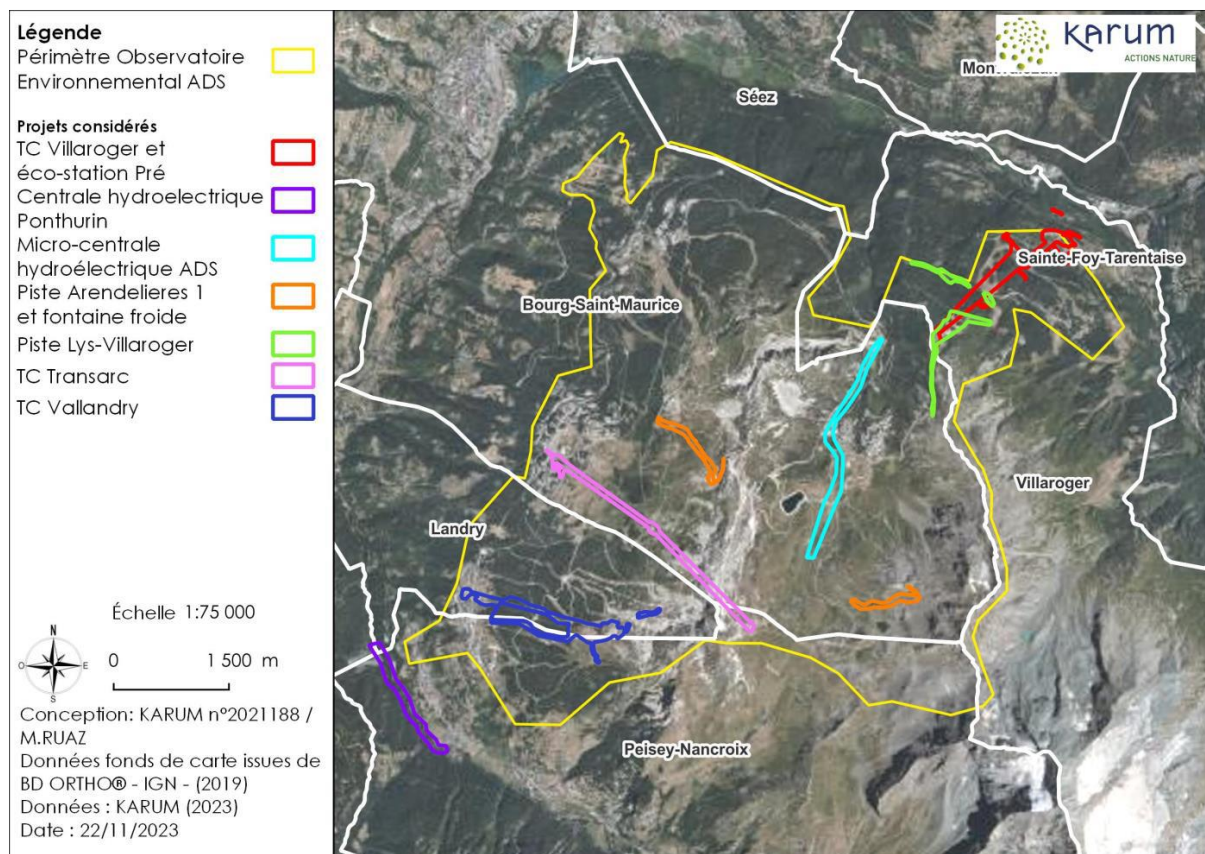 Légende
Périmètre Observatoire
Environnemental ADS
Projets considérés
TC Villaroger et
éco-station Pré
Centrale hydroelectrique
Ponthurin
Micro-centrale
hydroélectrique ADS
Piste Arendelieres 1
et fontaine froide
Piste Lys-Villaroger
TC Transarc
TC Vallandry
Échelle 1:75 000
N
O
E
S
0 1 500 m
Conception: KARUM n°2021188 /
M.RUAZ
Données fonds de carte issues de
BD ORTHO® - IGN - (2019)
Données : KARUM (2023)
Date : 22/11/2023
KARUM
ACTIONS NATURE
Séez
Sainte-Foy-Tarentaise
Bourg-Saint-Maurice
Villaroger
Landry
Peisey-Nancroix